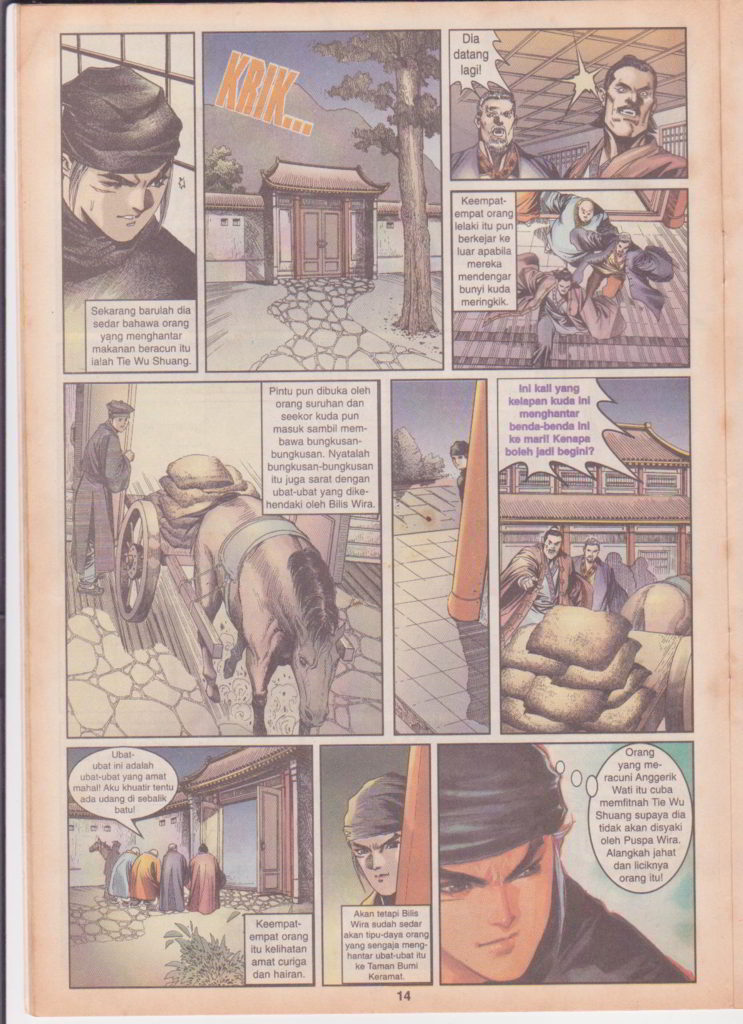 Sekarang barulah dia
sedar bahawa orang
yang menghantar
makanan beracun itu
ialah Tie Wu Shuang.
KRIK...
Dia
datang
lagi!
Keempat-
empat orang
lelaki itu pun
berkejar ke
luar apabila
mereka
mendengar
bunyi kuda
meringkik.
Pintu pun dibuka oleh
orang suruhan dan
seekor kuda pun
masuk sambil mem-
bawa bungkusan-
bungkusan. Nyatalah
bungkusan-bungkusan
itu juga sarat dengan
ubat-ubat yang dike-
hendaki oleh Bilis Wira.
Ini kali yang
kelapan kuda ini
menghantar
benda-benda ini
ke mari! Kenapa
boleh jadi begini?
Ubat-
ubat ini adalah
ubat-ubat yang amat
mahal! Aku khuatir tentu
ada udang di sebalik
batu!
Keempat-
empat orang
itu kelihatan
amat curiga
dan hairan.
Akan tetapi Bilis
Wira sudah sedar
akan tipu-daya orang
yang sengaja meng-
hantar ubat-ubat itu
ke Taman Bumi
Keramat.
Orang
yang me-
racuni Anggerik
Wati itu cuba
memfitnah Tie Wu
Shuang supaya dia
tidak akan disyaki
oleh Puspa Wira.
Alangkah jahat
dan liciknya
orang itu!
14